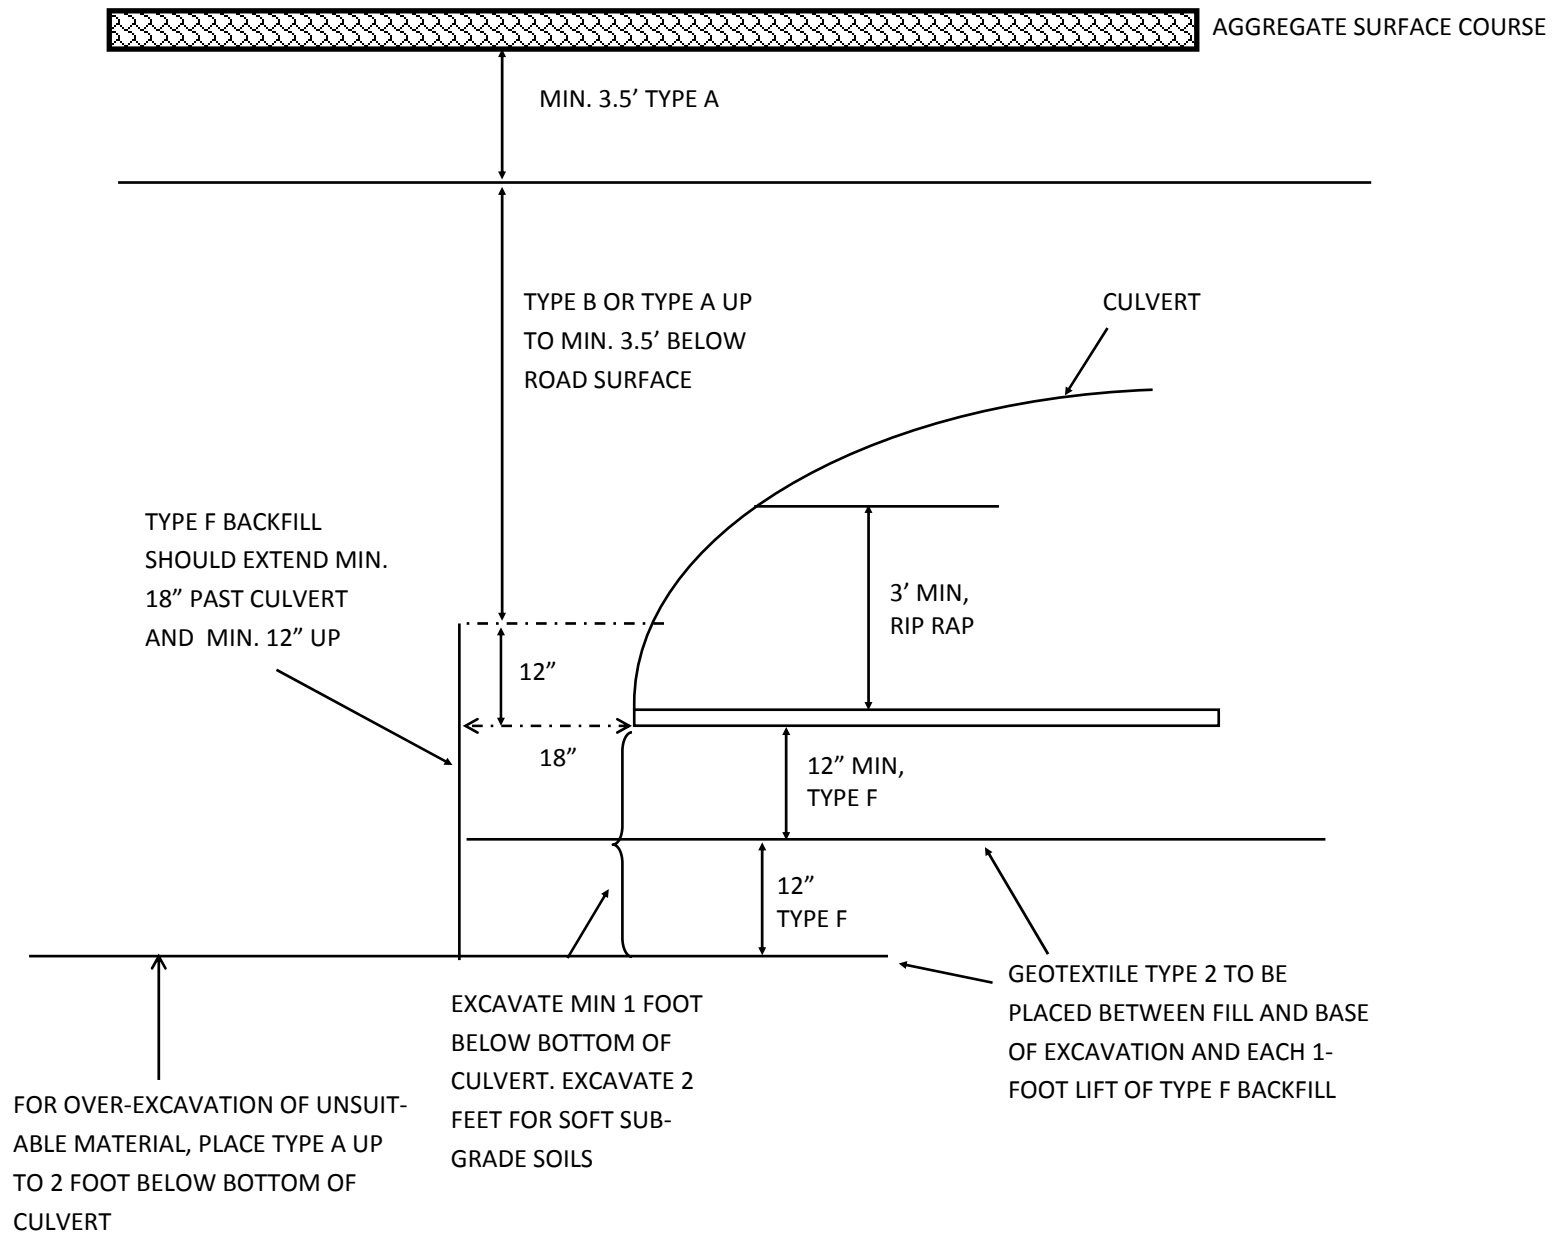 AGGREGATE SURFACE COURSE
MIN. 3.5’ TYPE A
TYPE B OR TYPE A UP
TO MIN. 3.5’ BELOW
ROAD SURFACE
CULVERT
TYPE F BACKFILL
SHOULD EXTEND MIN.
18” PAST CULVERT
AND MIN. 12” UP
3’ MIN,
RIP RAP
12”
18”
12” MIN,
TYPE F
12”
TYPE F
GEOTEXTILE TYPE 2 TO BE
PLACED BETWEEN FILL AND BASE
OF EXCAVATION AND EACH 1-
FOOT LIFT OF TYPE F BACKFILL
EXCAVATE MIN 1 FOOT
BELOW BOTTOM OF
CULVERT. EXCAVATE 2
FEET FOR SOFT SUB-
GRADE SOILS
FOR OVER-EXCAVATION OF UNSUIT-
ABLE MATERIAL, PLACE TYPE A UP
TO 2 FOOT BELOW BOTTOM OF
CULVERT